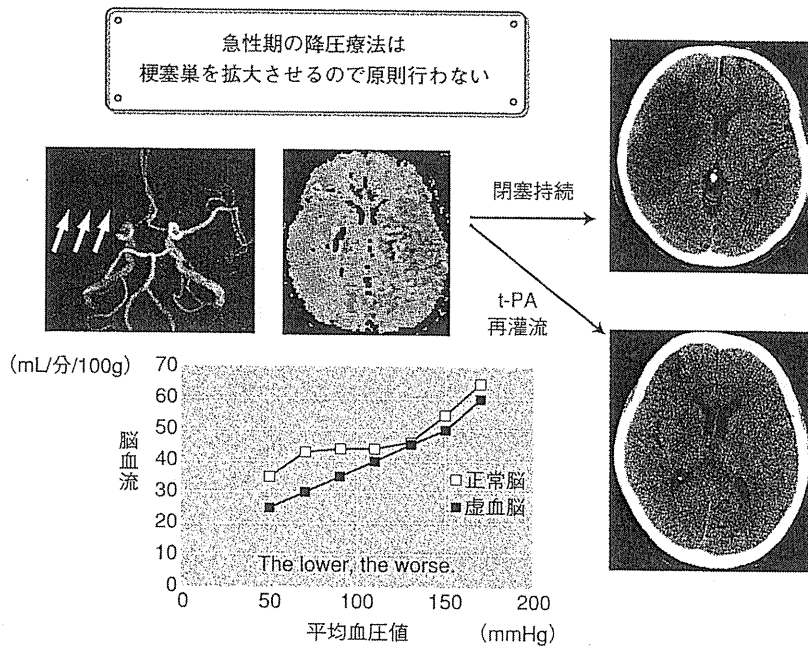 急性期の降圧療法は
梗塞巣を拡大させるので原則行わない
閉塞持続
t-PA
再灌流
(mL/分/100g)
70
60
50
40
30
20
10
0
脳血流
正常脳
虚血脳
The lower, the worse.
0
50
100
150
200
平均血圧値
(mmHg)